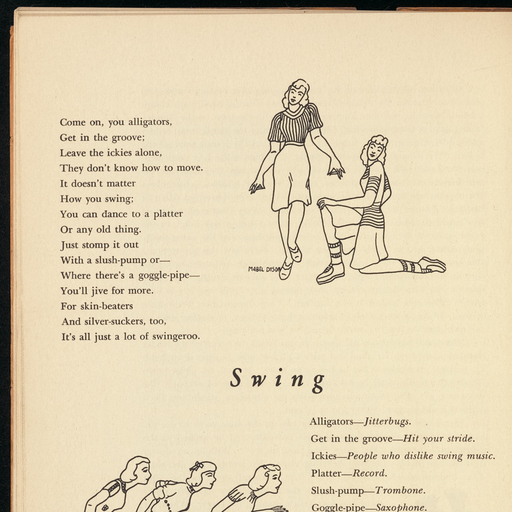 Come on, you alligators,
Get in the groove;
Leave the ickies alone,
They don't know how to move.
It doesn't matter
How you swing;
You can dance to a platter
Or any old thing.
Just stomp it out
With a slush-pump or—
Where there's a goggle-pipe—
You'll jive for more.
For skin-beaters
And silver-suckers, too,
It's all just a lot of swingeroo.
MABEL DIXON
Swing
Alligators—Jitterbugs.
Get in the groove—Hit your stride.
Ickies—People who dislike swing music.
Platter—Record.
Slush-pump—Trombone.
Goggle-pipe—Saxophone.